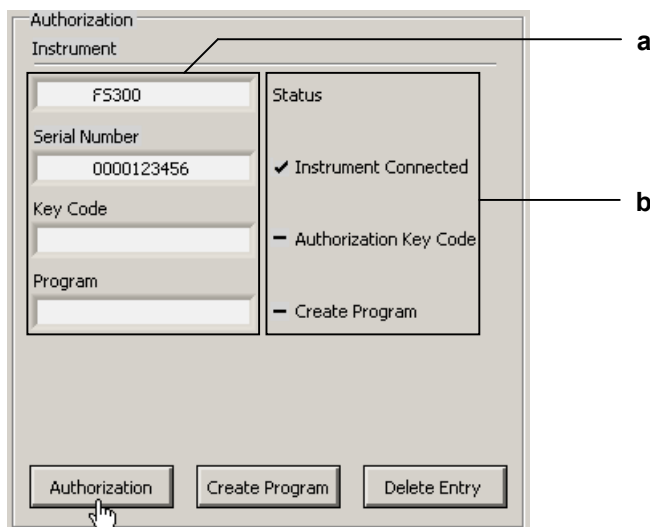 Authorization
Instrument
a
FS300
Status
Serial Number
0000123456
✓ Instrument Connected
b
Key Code
– Authorization Key Code
Program
– Create Program
Authorization
Create Program
Delete Entry